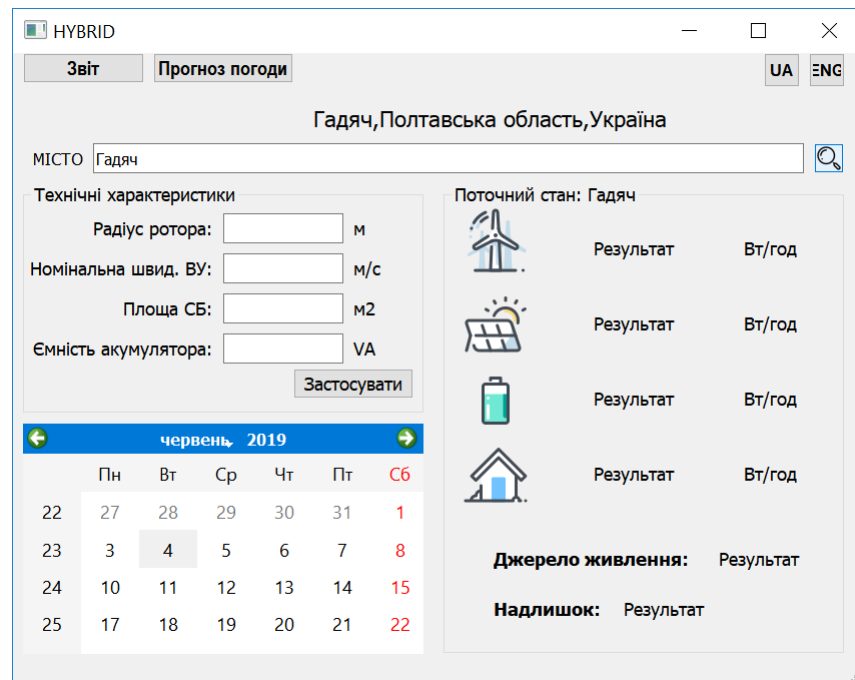 HYBRID
Звіт Прогноз погоди UA ENG
Гадяч,Полтавська область,Україна
МІСТО Гадяч
Технічні характеристики
Радіус ротора: м
Номінальна швид. ВУ: м/с
Площа СБ: м2
Ємність акумулятора: VA
Застосувати
червень, 2019
Пн Вт Ср Чт Пт Сб
22 27 28 29 30 31 1
23 3 4 5 6 7 8
24 10 11 12 13 14 15
25 17 18 19 20 21 22
Поточний стан: Гадяч
Результат Вт/год
Результат Вт/год
Результат Вт/год
Результат Вт/год
Джерело живлення: Результат
Надлишок: Результат